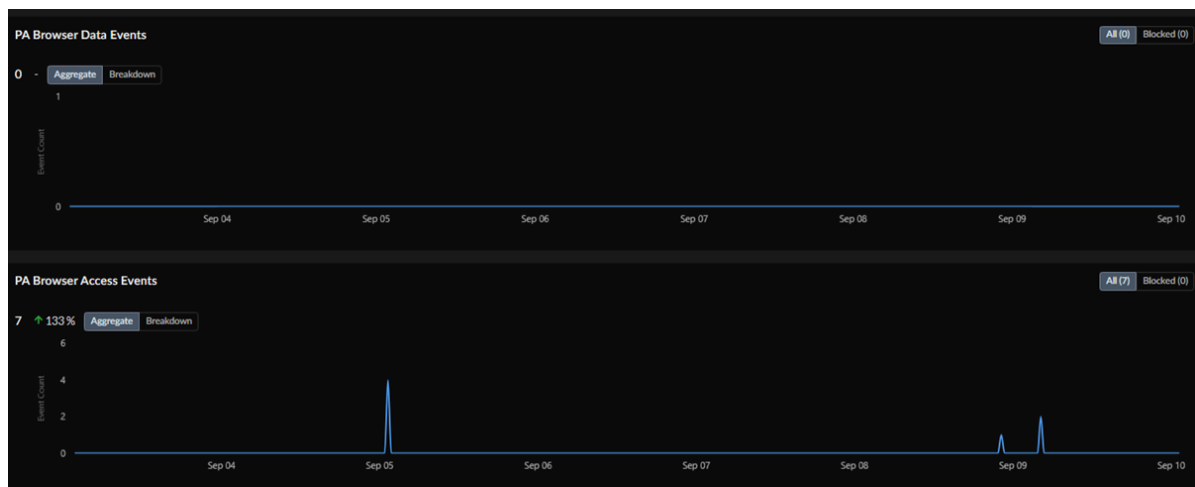 PA Browser Data Events
All (0) Blocked (0)
0 - Aggregate Breakdown
1
Event Count
0
Sep 04 Sep 05 Sep 06 Sep 07 Sep 08 Sep 09 Sep 10
PA Browser Access Events
All (7) Blocked (0)
7 ↑ 133% Aggregate Breakdown
6
4
Event Count
2
0
Sep 04 Sep 05 Sep 06 Sep 07 Sep 08 Sep 09 Sep 10